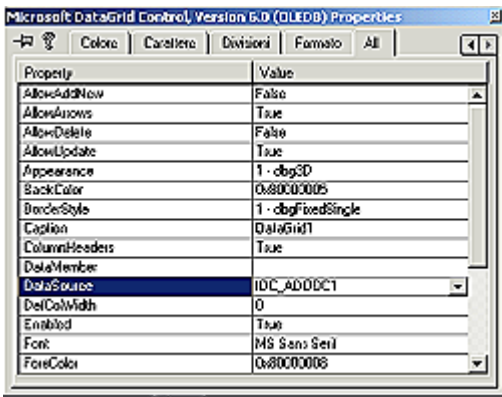 Microsoft DataGrid Control, Version 6.0 (OLEDB) Properties
Colore Carattere Divisioni Formato All
Property Value
AllowAddNew False
AllowArrows True
AllowDelete False
AllowUpdate True
Appearance 1 - dbg3D
BackColor 0x80000005
BorderStyle 1 - dbgFixedSingle
Caption DataGrid1
ColumnHeaders True
DataMember
DataSource IDC_ADODC1
DefColWidth 0
Enabled True
Font MS Sans Serif
ForeColor 0x80000008